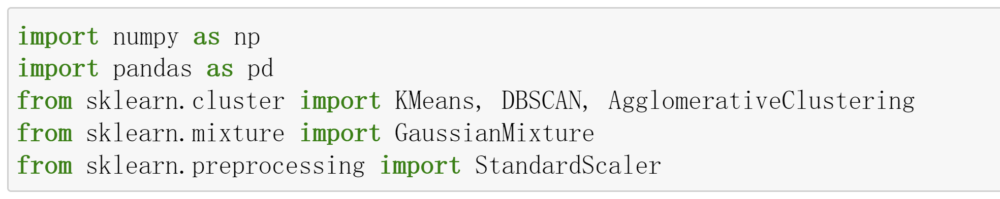 import numpy as np
import pandas as pd
from sklearn.cluster import KMeans, DBSCAN, AgglomerativeClustering
from sklearn.mixture import GaussianMixture
from sklearn.preprocessing import StandardScaler